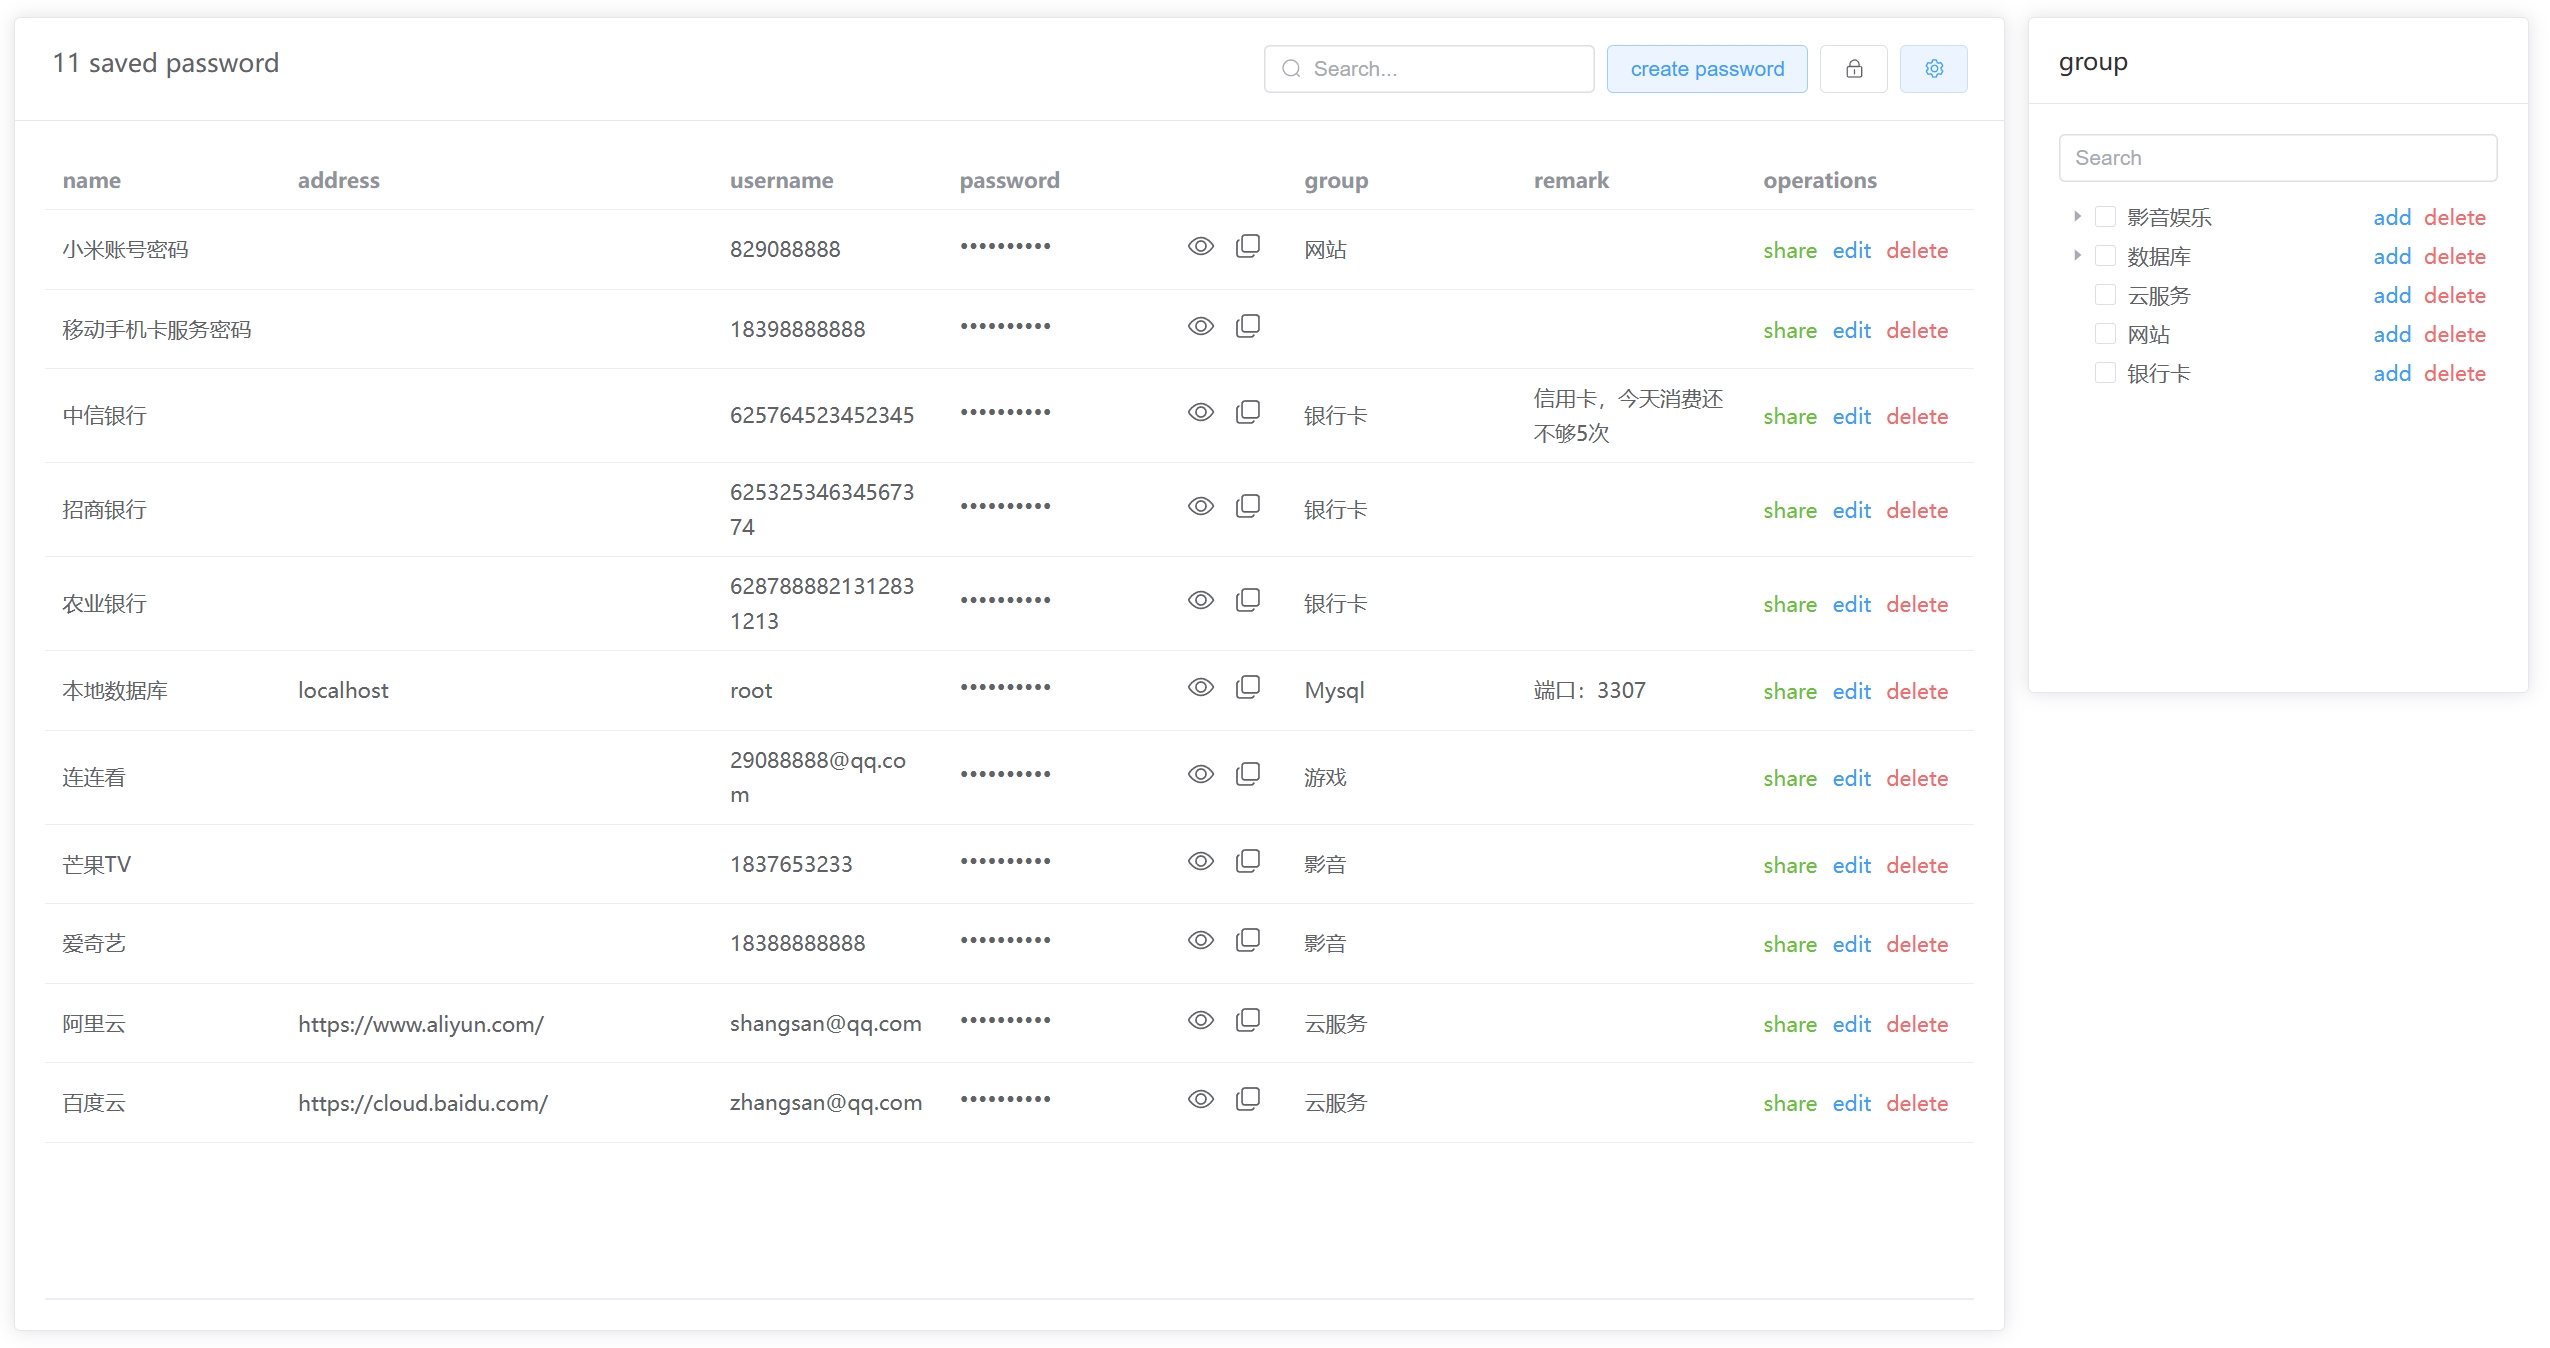 11 saved password
Search...
create password
name address username password group remark operations
小米账号密码 829088888 •••••••••• 网站 share edit delete
移动手机卡服务密码 18398888888 •••••••••• share edit delete
中信银行 625764523452345 •••••••••• 银行卡 信用卡，今天消费还 share edit delete
不够5次
招商银行 625325346345673 •••••••••• 银行卡 share edit delete
74
农业银行 628788882131283 •••••••••• 银行卡 share edit delete
1213
本地数据库 localhost root •••••••••• Mysql 端口：3307 share edit delete
连连看 29088888@qq.co •••••••••• 游戏 share edit delete
m
芒果TV 1837653233 •••••••••• 影音 share edit delete
爱奇艺 18388888888 •••••••••• 影音 share edit delete
阿里云 https://www.aliyun.com/ shangsan@qq.com •••••••••• 云服务 share edit delete
百度云 https://cloud.baidu.com/ zhangsan@qq.com •••••••••• 云服务 share edit delete
group
Search
影音娱乐 add delete
数据库 add delete
云服务 add delete
网站 add delete
银行卡 add delete